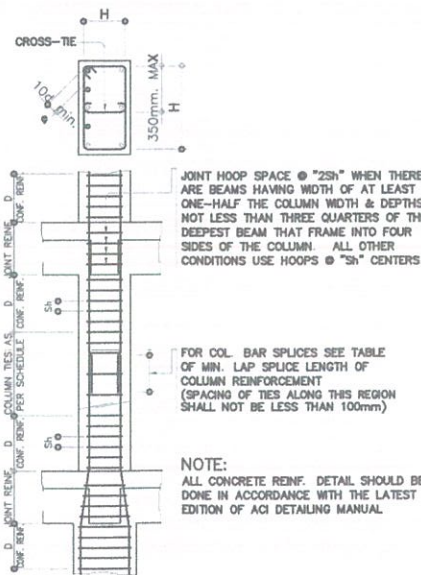 H
CROSS-TIE
10d min.
350mm. MAX
H
JOINT HOOP SPACE @ "2Sh" WHEN THERE
ARE BEAMS HAVING WIDTH OF AT LEAST
ONE-HALF THE COLUMN WIDTH & DEPTHS
NOT LESS THAN THREE QUARTERS OF TH
DEEPEST BEAM THAT FRAME INTO FOUR
SIDES OF THE COLUMN. ALL OTHER
CONDITIONS USE HOOPS @ "Sh" CENTERS
D
CONF. REINF.
JOINT REINF.
D
CONF. REINF.
Sh
COLUMN TIES AS
PER SCHEDULE
FOR COL. BAR SPLICES SEE TABLE
OF MIN. LAP SPLICE LENGTH OF
COLUMN REINFORCEMENT
(SPACING OF TIES ALONG THIS REGION
SHALL NOT BE LESS THAN 100mm)
Sh
D
CONF. REINF.
JOINT REINF.
D
CONF. REINF.
NOTE:
ALL CONCRETE REINF. DETAIL SHOULD BE
DONE IN ACCORDANCE WITH THE LATEST
EDITION OF ACI DETAILING MANUAL